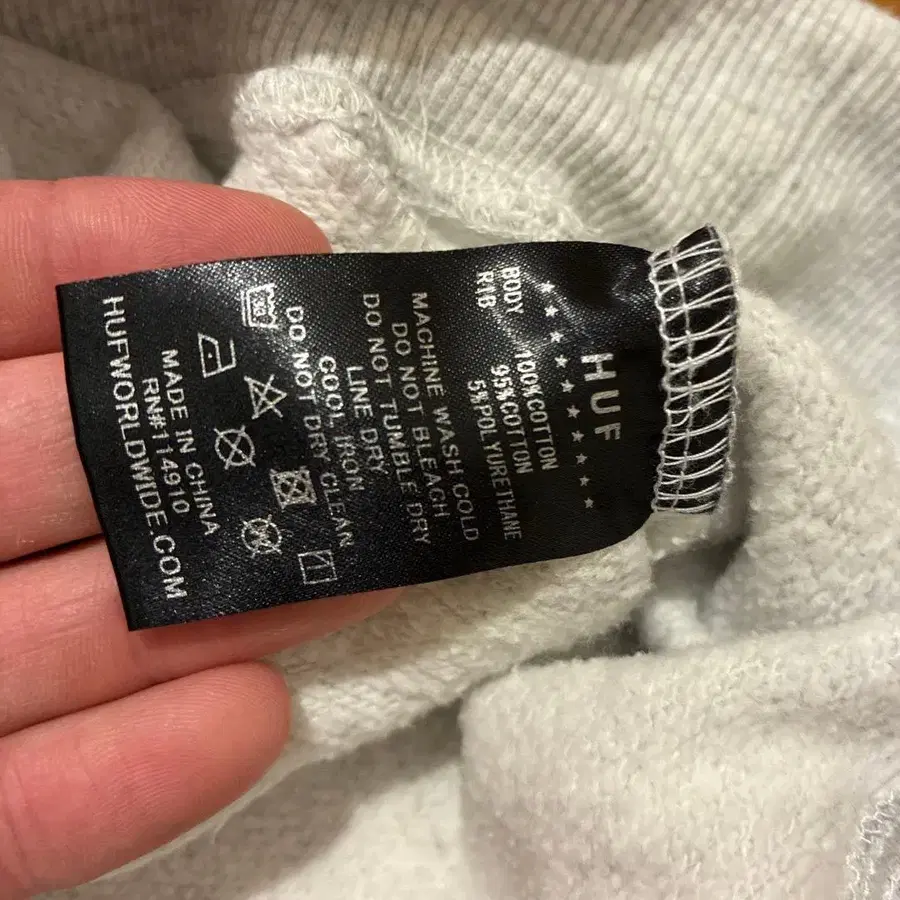 HUF
BODY 100% COTTON
RIB 95% COTTON
5% POLYURETHANE
MACHINE WASH COLD
DO NOT BLEACH
DO NOT TUMBLE DRY
LINE DRY
COOL IRON
DO NOT DRY CLEAN
MADE IN CHINA
RN#114910
HUFWORLDWIDE.COM